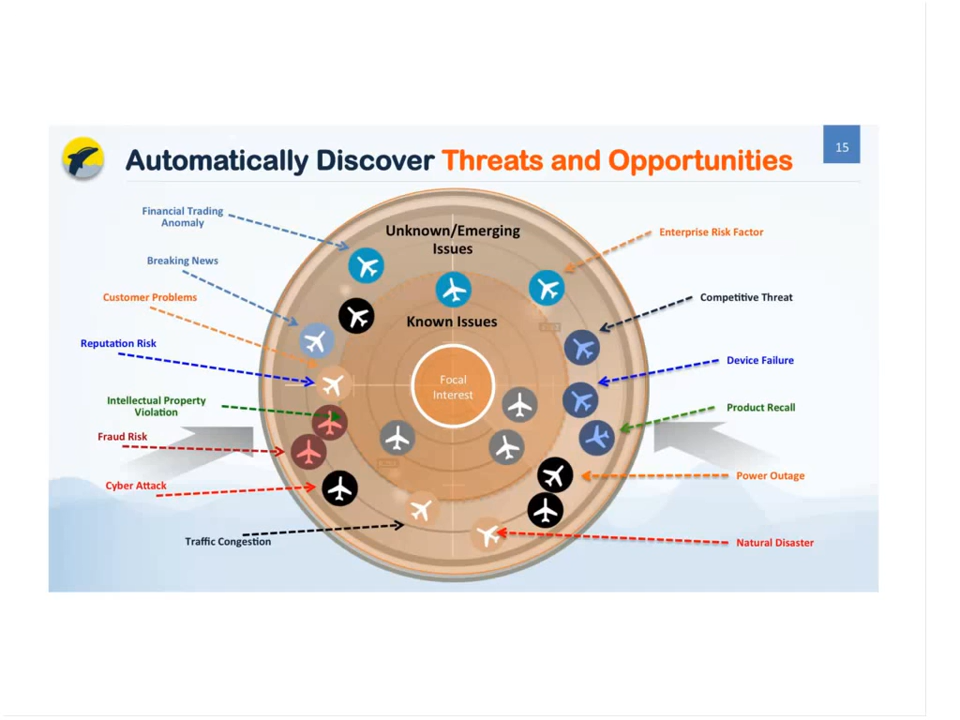 Automatically Discover Threats and Opportunities
15
Financial Trading
Anomaly
Breaking News
Customer Problems
Reputation Risk
Intellectual Property
Violation
Fraud Risk
Cyber Attack
Traffic Congestion
Unknown/Emerging
Issues
Known Issues
Focal
Interest
Enterprise Risk Factor
Competitive Threat
Device Failure
Product Recall
Power Outage
Natural Disaster